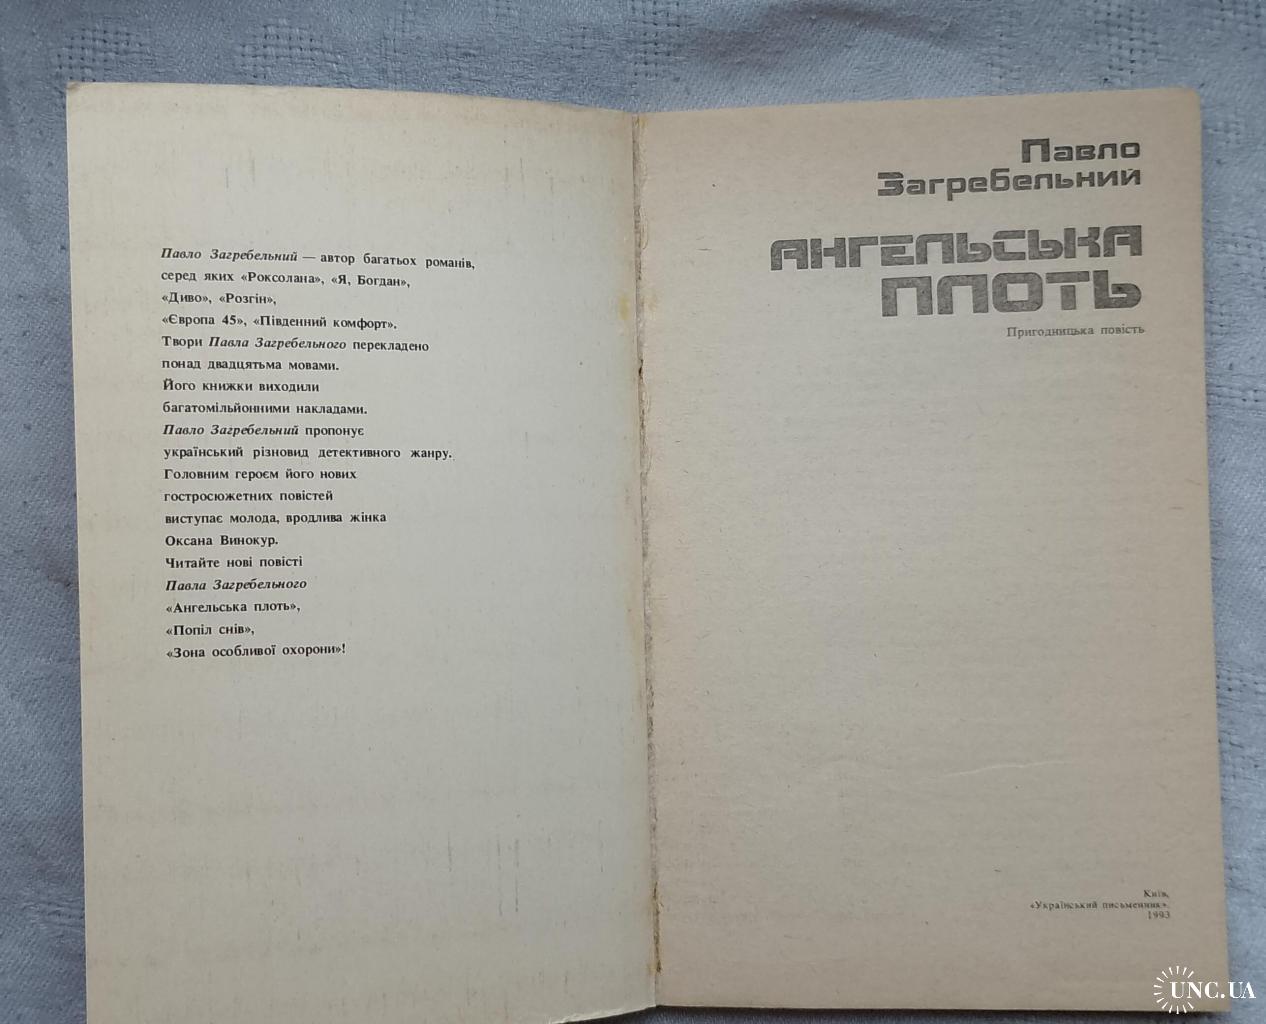 Павло Загребельний — автор багатьох романів,
серед яких «Роксолана», «Я, Богдан»,
«Диво», «Розгін»,
«Європа 45», «Південний комфорт».
Твори Павла Загребельного перекладено
понад двадцятьма мовами.
Його книжки виходили
багатомільйонними накладами.
Павло Загребельний пропонує
український різновид детективного жанру.
Головним героєм його нових
гостросюжетних повістей
виступає молода, вродлива жінка
Оксана Винокур.
Читайте нові повісті
Павла Загребельного
«Ангельська плоть»,
«Попіл снів»,
«Зона особливої охорони»!
Павло
Загребельний
АНГЕЛЬСЬКА
ПЛОТЬ
Пригодницька повість
Київ,
«Український письменник».
1993
UNC.UA